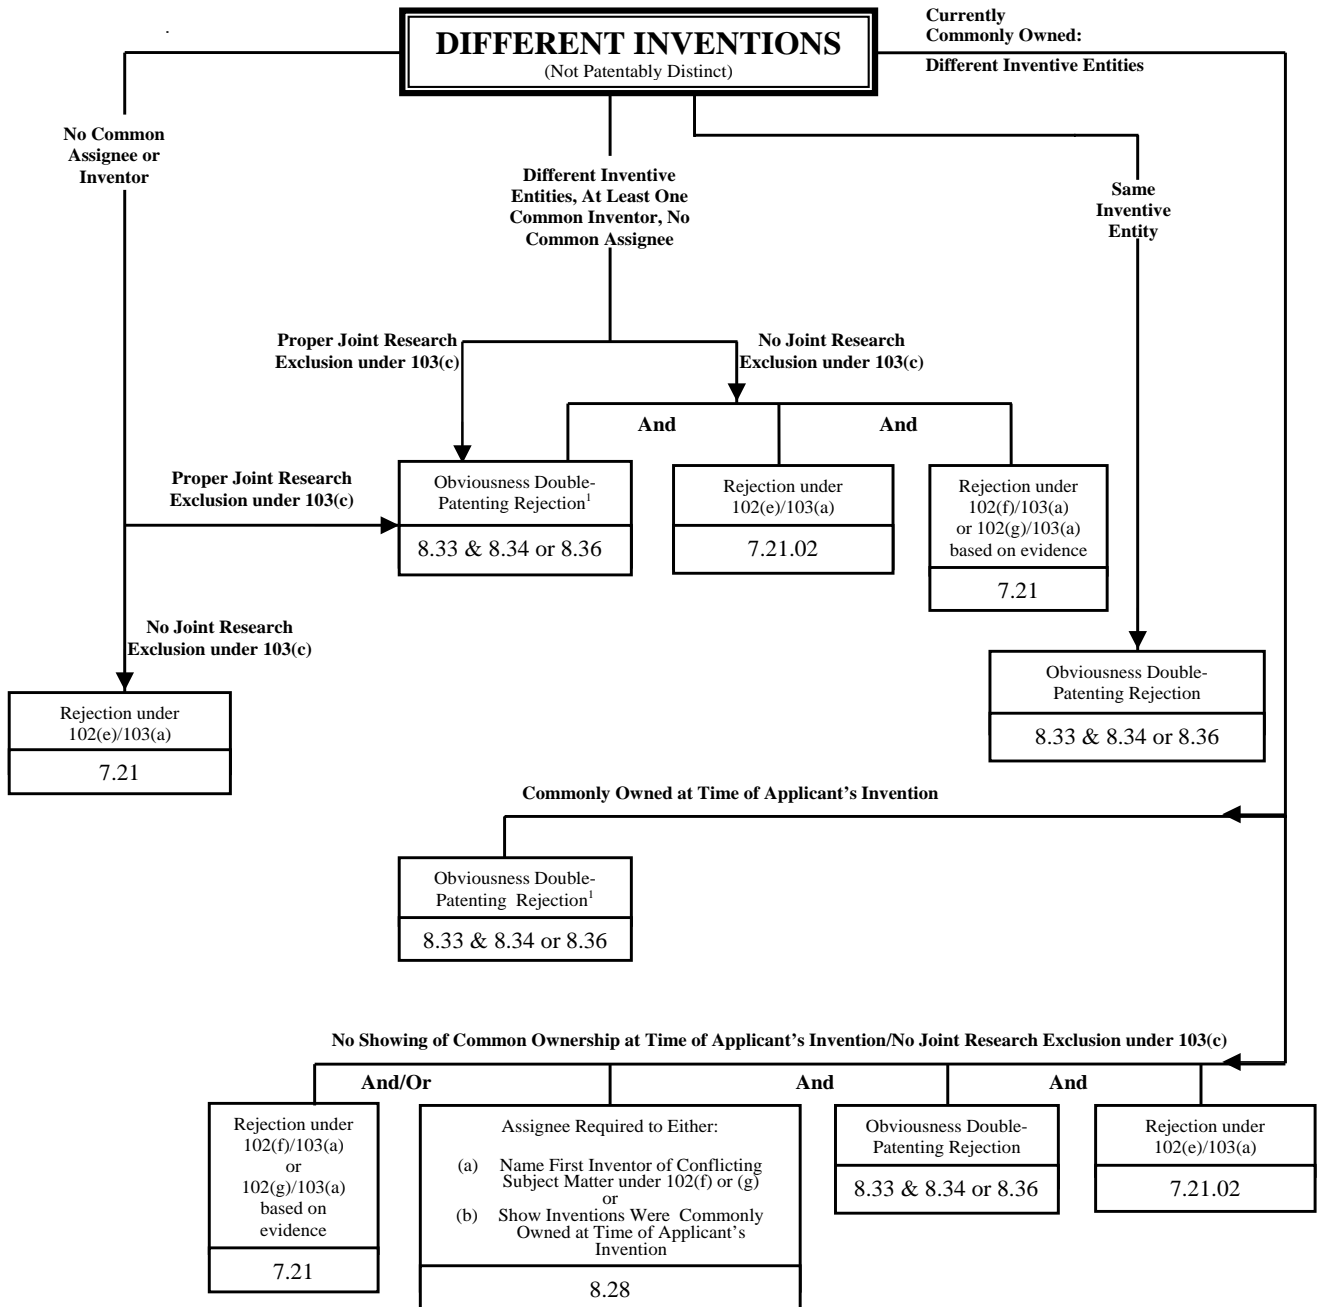 DIFFERENT INVENTIONS
(Not Patentably Distinct)
Currently
Commonly Owned:
Different Inventive Entities
No Common
Assignee or
Inventor
Different Inventive
Entities, At Least One
Common Inventor, No
Common Assignee
Same
Inventive
Entity
Proper Joint Research
Exclusion under 103(c)
No Joint Research
Exclusion under 103(c)
And
And
Proper Joint Research
Exclusion under 103(c)
Obviousness Double-
Patenting Rejection1
8.33 & 8.34 or 8.36
Rejection under
102(e)/103(a)
7.21.02
Rejection under
102(f)/103(a)
or 102(g)/103(a)
based on evidence
7.21
No Joint Research
Exclusion under 103(c)
Rejection under
102(e)/103(a)
7.21
Obviousness Double-
Patenting Rejection
8.33 & 8.34 or 8.36
Commonly Owned at Time of Applicant's Invention
Obviousness Double-
Patenting Rejection1
8.33 & 8.34 or 8.36
No Showing of Common Ownership at Time of Applicant's Invention/No Joint Research Exclusion under 103(c)
And/Or
And
And
Rejection under
102(f)/103(a)
or
102(g)/103(a)
based on
evidence
7.21
Assignee Required to Either:
(a) Name First Inventor of Conflicting
Subject Matter under 102(f) or (g)
or
(b) Show Inventions Were Commonly
Owned at Time of Applicant's
Invention
8.28
Obviousness Double-
Patenting Rejection
8.33 & 8.34 or 8.36
Rejection under
102(e)/103(a)
7.21.02